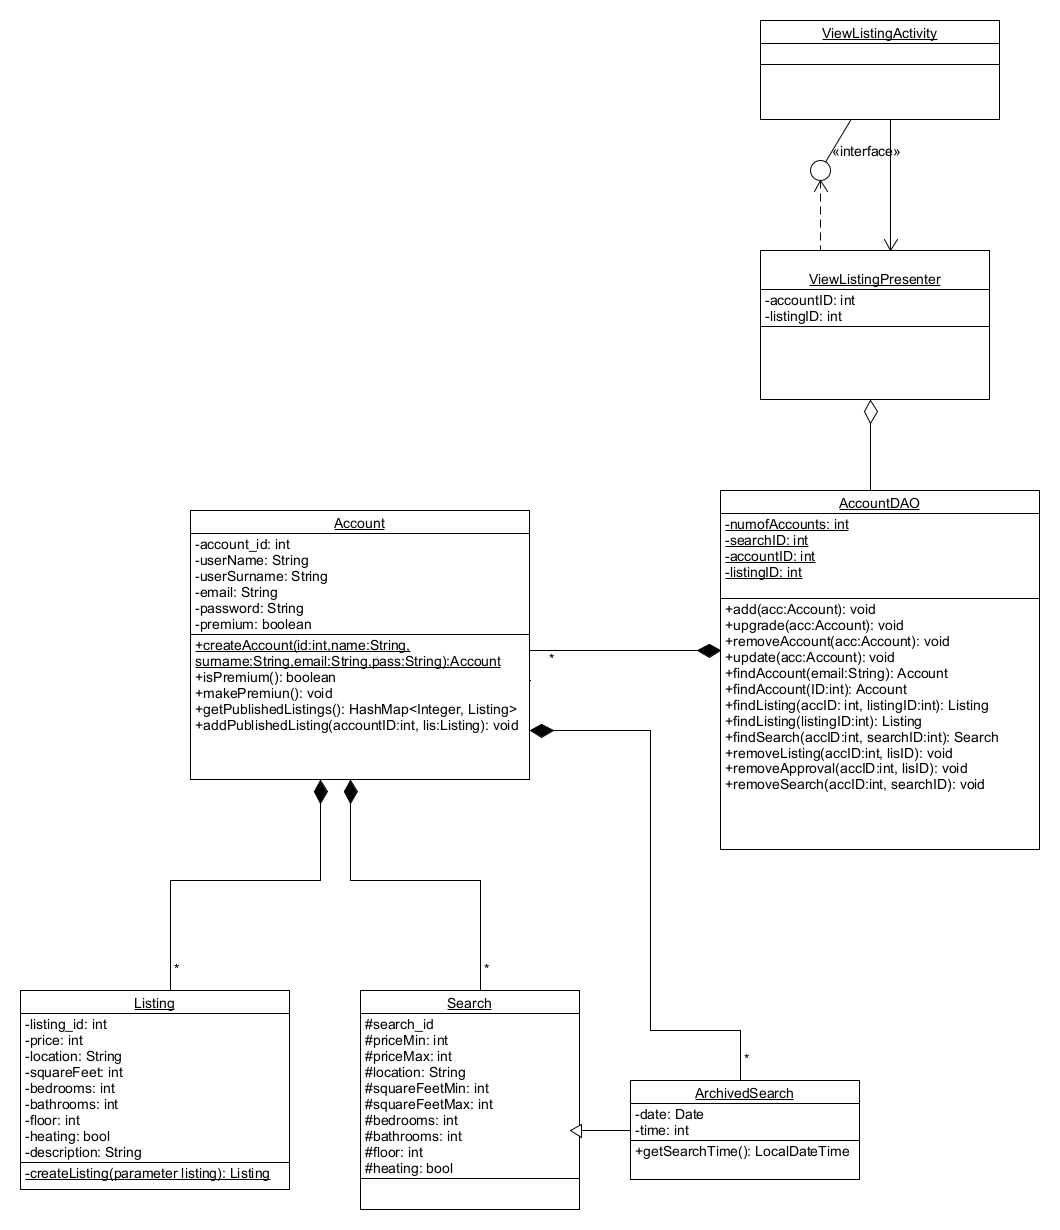 ViewListingActivity
«interface»
ViewListingPresenter
-accountID: int
-listingID: int
AccountDAO
-numofAccounts: int
-searchID: int
-accountID: int
-listingID: int
+add(acc:Account): void
+upgrade(acc:Account): void
+removeAccount(acc:Account): void
+update(acc:Account): void
+findAccount(email:String): Account
+findAccount(ID:int): Account
+findListing(accID: int, listingID:int): Listing
+findListing(listingID:int): Listing
+findSearch(accID:int, searchID:int): Search
+removeListing(accID:int, lisID): void
+removeApproval(accID:int, lisID): void
+removeSearch(accID:int, searchID): void
Account
-account_id: int
-userName: String
-userSurname: String
-email: String
-password: String
-premium: boolean
+createAccount(id:int,name:String,
surname:String,email:String,pass:String):Account
+isPremium(): boolean
+makePremiun(): void
+getPublishedListings(): HashMap<Integer, Listing>
+addPublishedListing(accountID:int, lis:Listing): void
*
*
*
*
Listing
-listing_id: int
-price: int
-location: String
-squareFeet: int
-bedrooms: int
-bathrooms: int
-floor: int
-heating: bool
-description: String
-createListing(parameter listing): Listing
Search
#search_id
#priceMin: int
#priceMax: int
#location: String
#squareFeetMin: int
#squareFeetMax: int
#bedrooms: int
#bathrooms: int
#floor: int
#heating: bool
ArchivedSearch
-date: Date
-time: int
+getSearchTime(): LocalDateTime